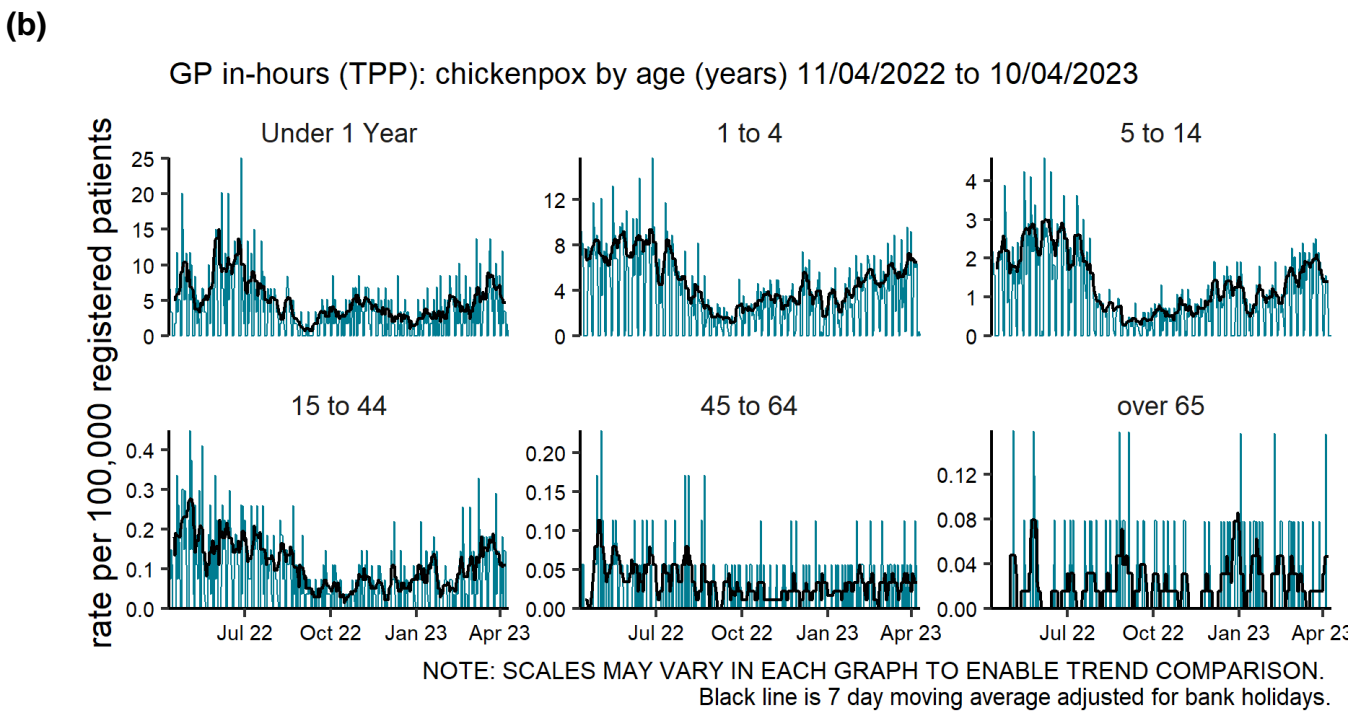 (b)
GP in-hours (TPP): chickenpox by age (years) 11/04/2022 to 10/04/2023
rate per 100,000 registered patients
Under 1 Year
25
20
15
10
5
0
1 to 4
12
8
4
0
5 to 14
4
3
2
1
0
15 to 44
0.4
0.3
0.2
0.1
0.0
Jul 22 Oct 22 Jan 23 Apr 23
45 to 64
0.20
0.15
0.10
0.05
0.00
Jul 22 Oct 22 Jan 23 Apr 23
over 65
0.12
0.08
0.04
0.00
Jul 22 Oct 22 Jan 23 Apr 23
NOTE: SCALES MAY VARY IN EACH GRAPH TO ENABLE TREND COMPARISON.
Black line is 7 day moving average adjusted for bank holidays.